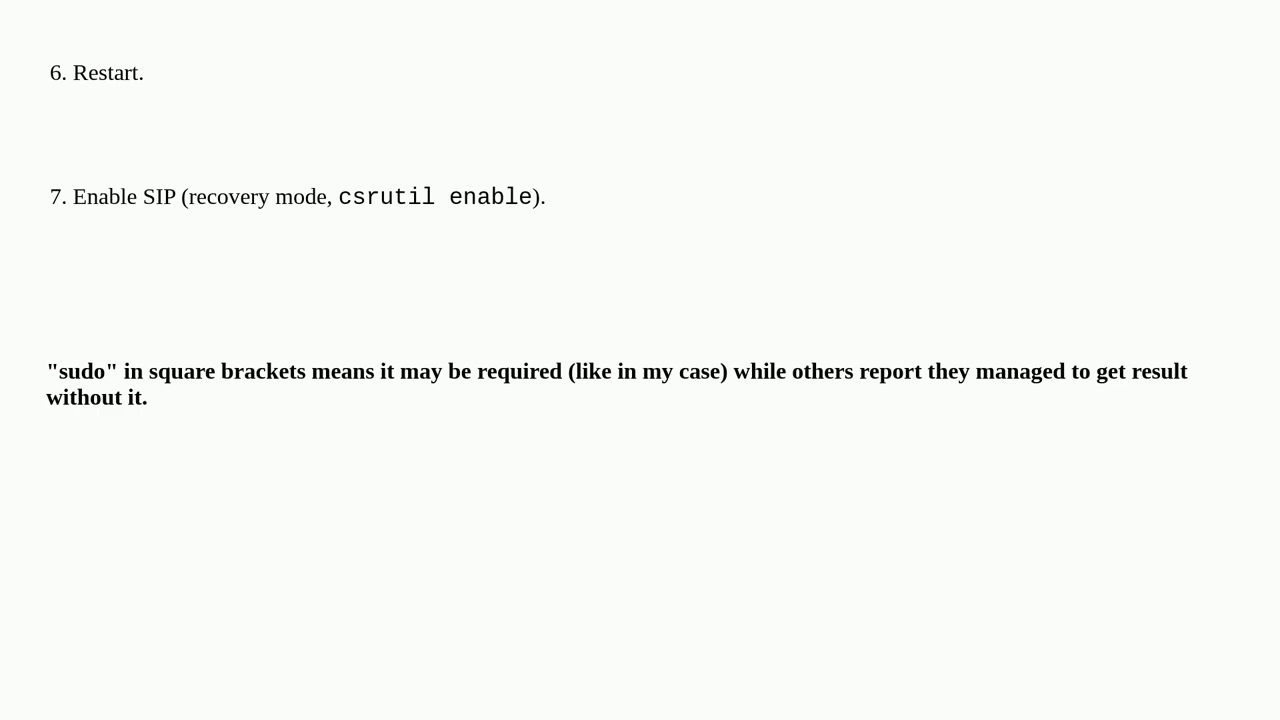 6. Restart.
7. Enable SIP (recovery mode, csrutil enable).
"sudo" in square brackets means it may be required (like in my case) while others report they managed to get result
without it.